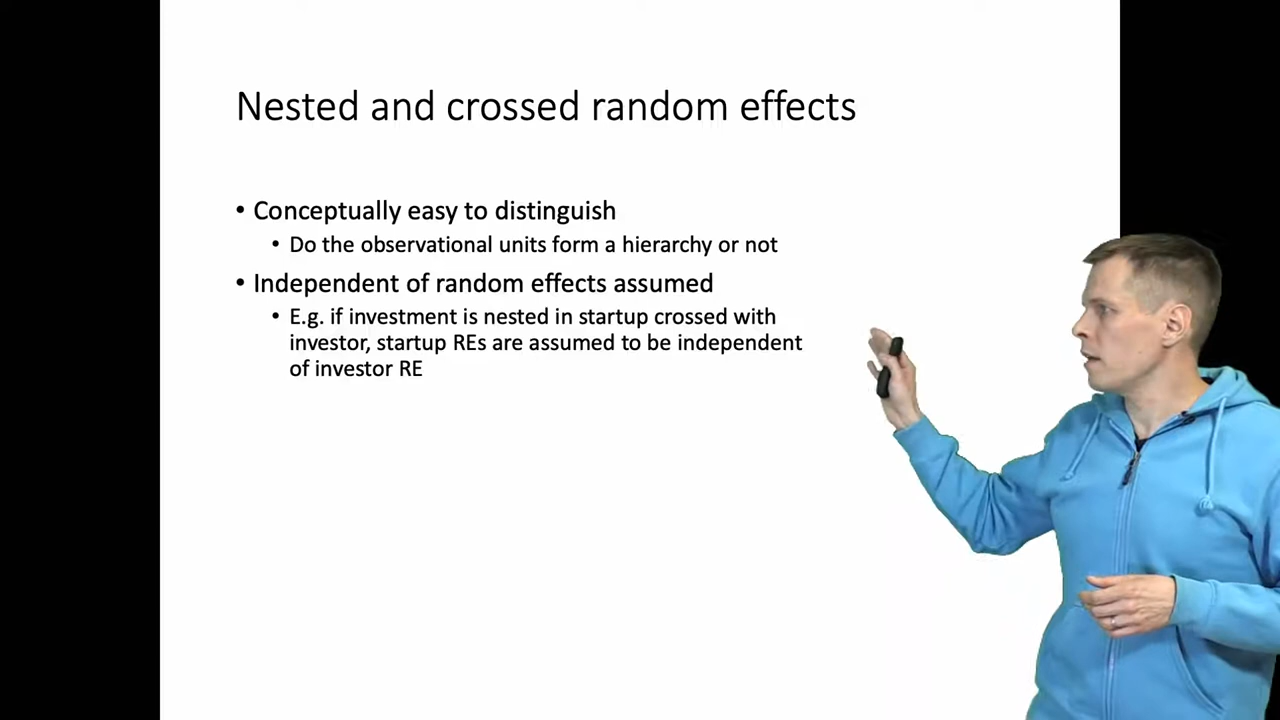 Nested and crossed random effects
• Conceptually easy to distinguish
• Do the observational units form a hierarchy or not
• Independent of random effects assumed
• E.g. if investment is nested in startup crossed with
investor, startup REs are assumed to be independent
of investor RE